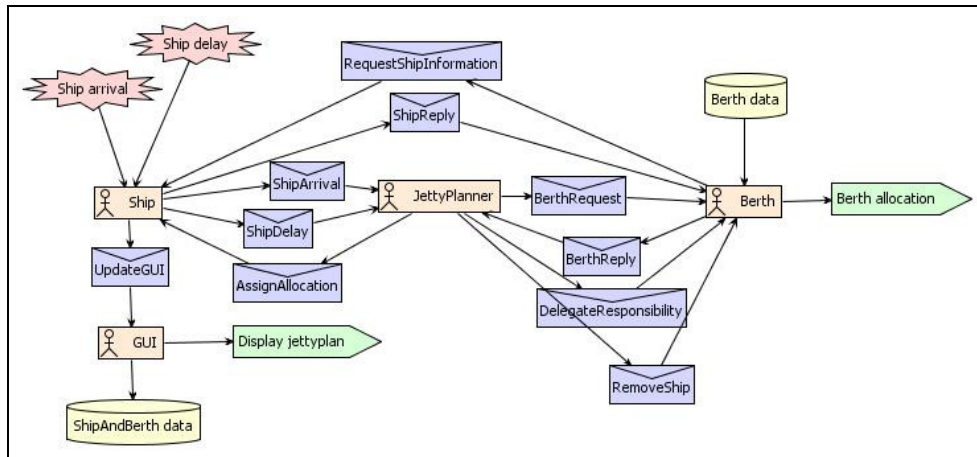 Ship delay
RequestShipInformation
Ship arrival
Berth data
ShipReply
ShipArrival
Ship
JettyPlanner
BerthRequest
Berth
Berth allocation
ShipDelay
BerthReply
UpdateGUI
AssignAllocation
DelegateResponsibility
GUI
Display jettyplan
RemoveShip
ShipAndBerth data